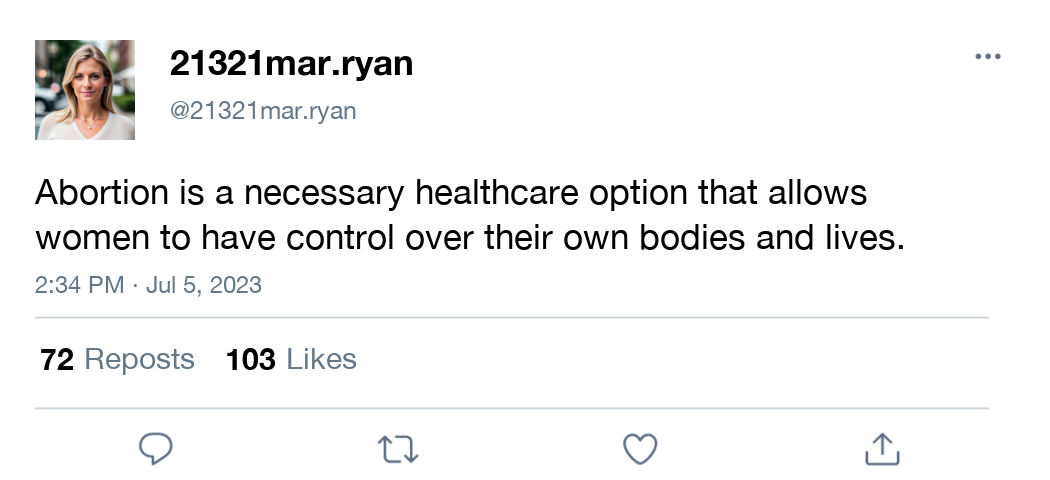 21321mar.ryan
@21321mar.ryan
Abortion is a necessary healthcare option that allows
women to have control over their own bodies and lives.
2:34 PM · Jul 5, 2023
72 Reposts 103 Likes